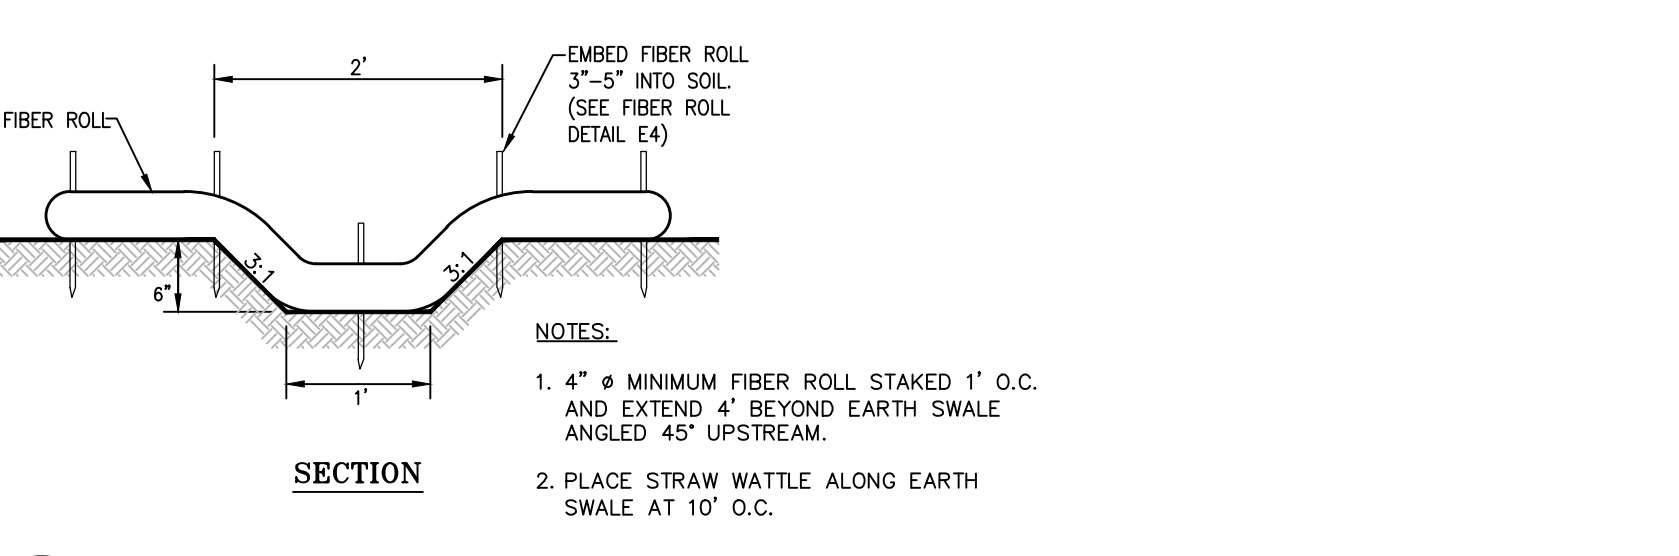 2'
EMBED FIBER ROLL
3"-5" INTO SOIL.
(SEE FIBER ROLL
DETAIL E4)
FIBER ROLL
3:1
3:1
6"
1'
SECTION
NOTES:
1. 4" ø MINIMUM FIBER ROLL STAKED 1' O.C.
AND EXTEND 4' BEYOND EARTH SWALE
ANGLED 45° UPSTREAM.
2. PLACE STRAW WATTLE ALONG EARTH
SWALE AT 10' O.C.